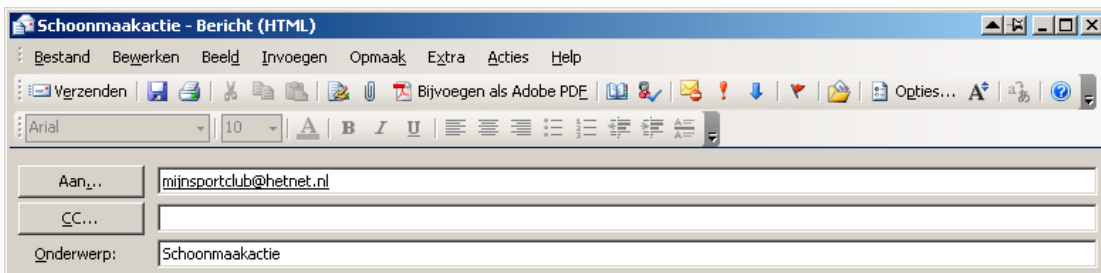 Schoonmaakactie - Bericht (HTML)
Bestand Bewerken Beeld Invoegen Opmaak Extra Acties Help
Verzenden Bijvoegen als Adobe PDF Opties...
Arial 10 A B I U
Aan... mijnsportclub@hetnet.nl
CC...
Onderwerp: Schoonmaakactie